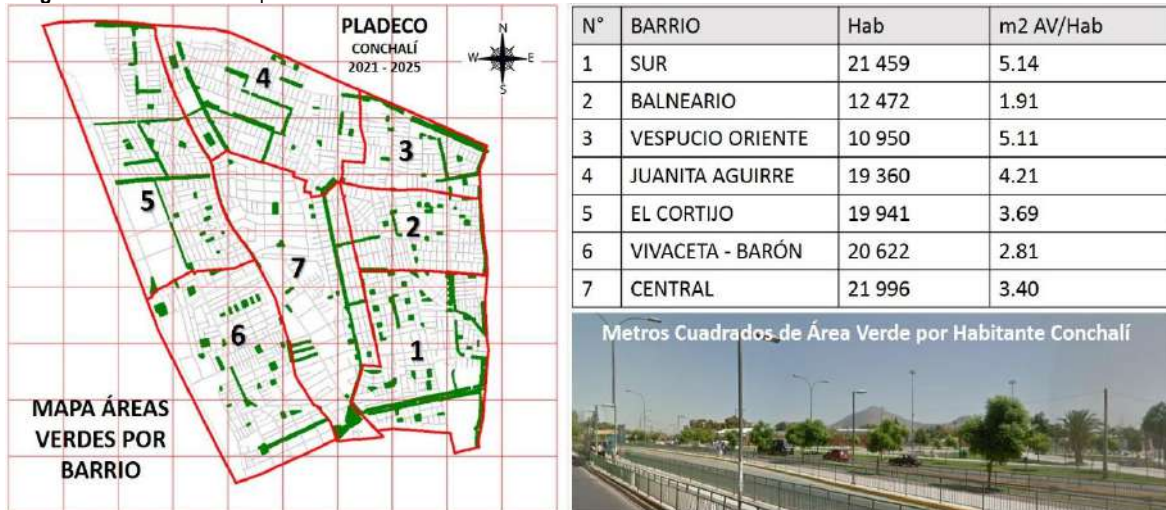 PLADECO
CONCHALÍ
2021 - 2025
N
W E
S
4
3
5
2
7
6
1
MAPA ÁREAS
VERDES POR
BARRIO
N° BARRIO Hab m2 AV/Hab
1 SUR 21 459 5.14
2 BALNEARIO 12 472 1.91
3 VESPUCIO ORIENTE 10 950 5.11
4 JUANITA AGUIRRE 19 360 4.21
5 EL CORTIJO 19 941 3.69
6 VIVACETA - BARÓN 20 622 2.81
7 CENTRAL 21 996 3.40
Metros Cuadrados de Área Verde por Habitante Conchalí